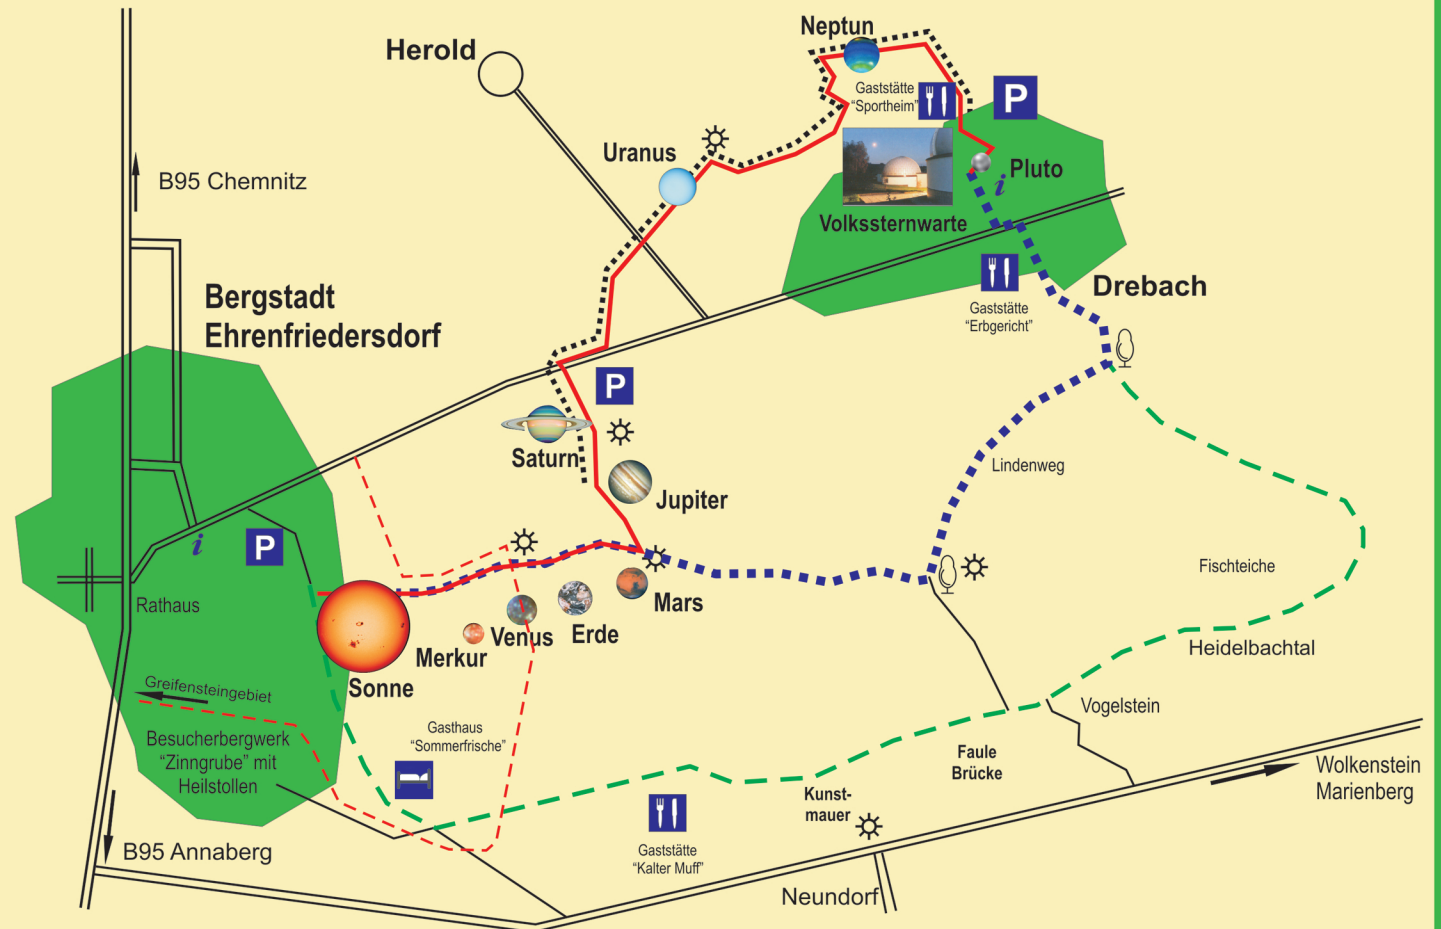 Neptun
Herold
Gaststätte
"Sportheim"
P
Uranus
Pluto
i
B95 Chemnitz
Volkssternwarte
Bergstadt
Ehrenfriedersdorf
Drebach
Gaststätte
"Erbgericht"
P
Saturn
Jupiter
Lindenweg
i
P
Rathaus
Mars
Erde
Venus
Merkur
Sonne
Fischteiche
Heidelbachtal
Greifensteingebiet
Vogelstein
Besucherbergwerk
"Zinngrube" mit
Heilstollen
Gasthaus
"Sommerfrische"
Faule
Brücke
Wolkenstein
Marienberg
Kunst-
mauer
B95 Annaberg
Gaststätte
"Kalter Muff"
Neundorf